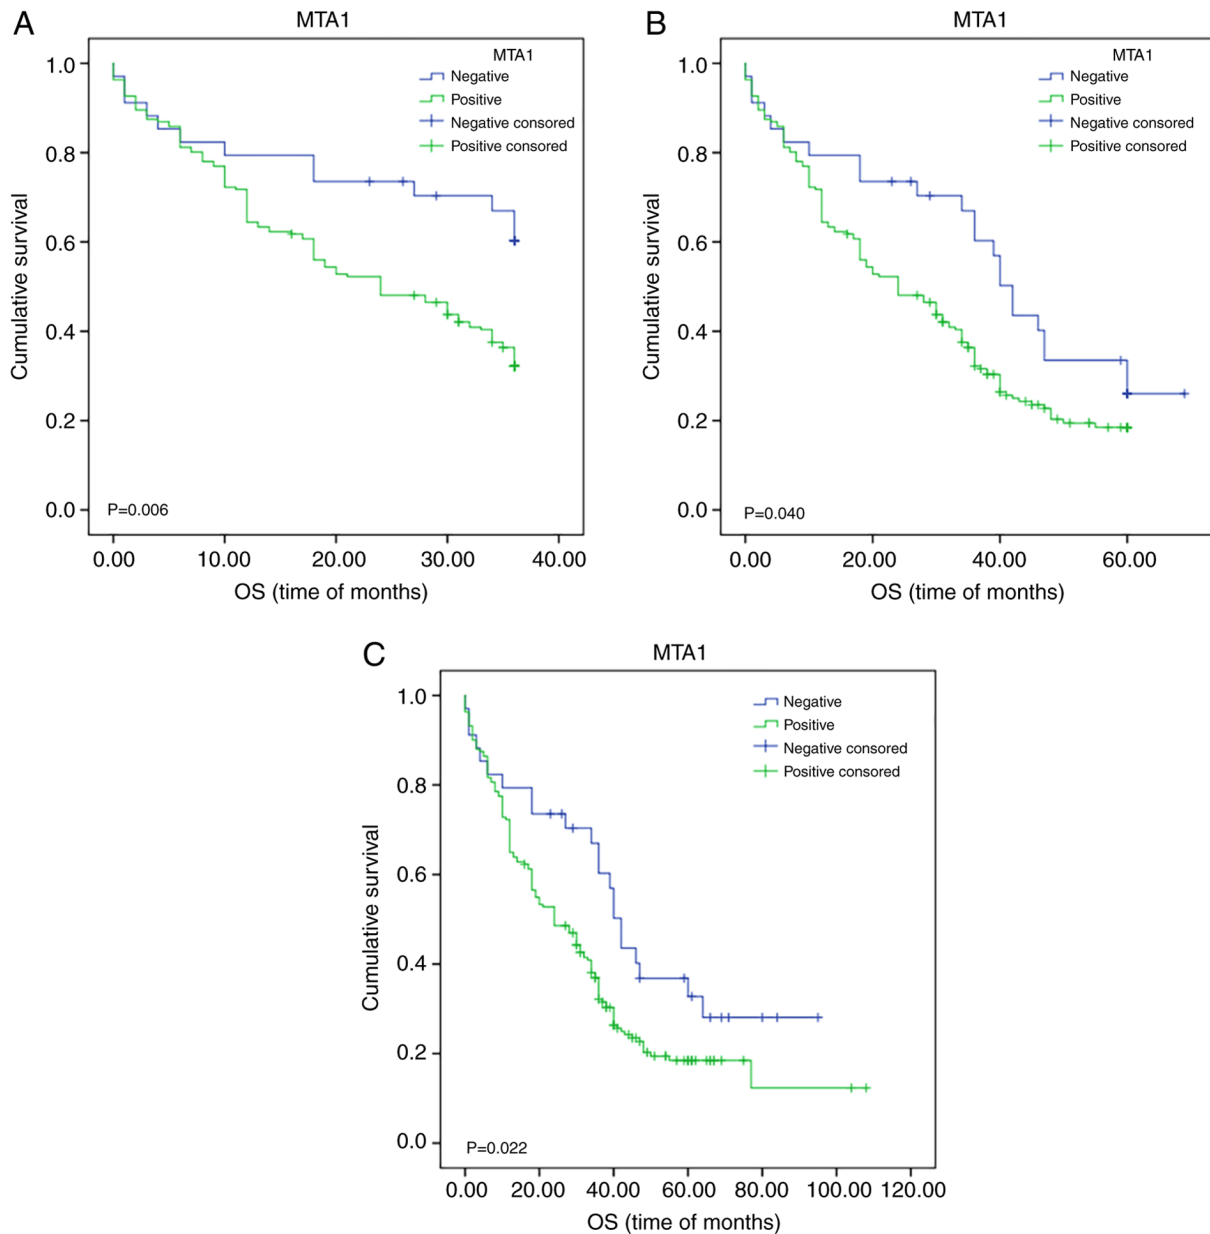 A
MTA1
MTA1
Negative
Positive
Negative consored
Positive consored
1.0
0.8
0.6
0.4
0.2
0.0
Cumulative survival
P=0.006
0.00 10.00 20.00 30.00 40.00
OS (time of months)
B
MTA1
MTA1
Negative
Positive
Negative consored
Positive consored
1.0
0.8
0.6
0.4
0.2
0.0
Cumulative survival
P=0.040
0.00 20.00 40.00 60.00
OS (time of months)
C
MTA1
Negative
Positive
Negative consored
Positive consored
1.0
0.8
0.6
0.4
0.2
0.0
Cumulative survival
P=0.022
0.00 20.00 40.00 60.00 80.00 100.00 120.00
OS (time of months)